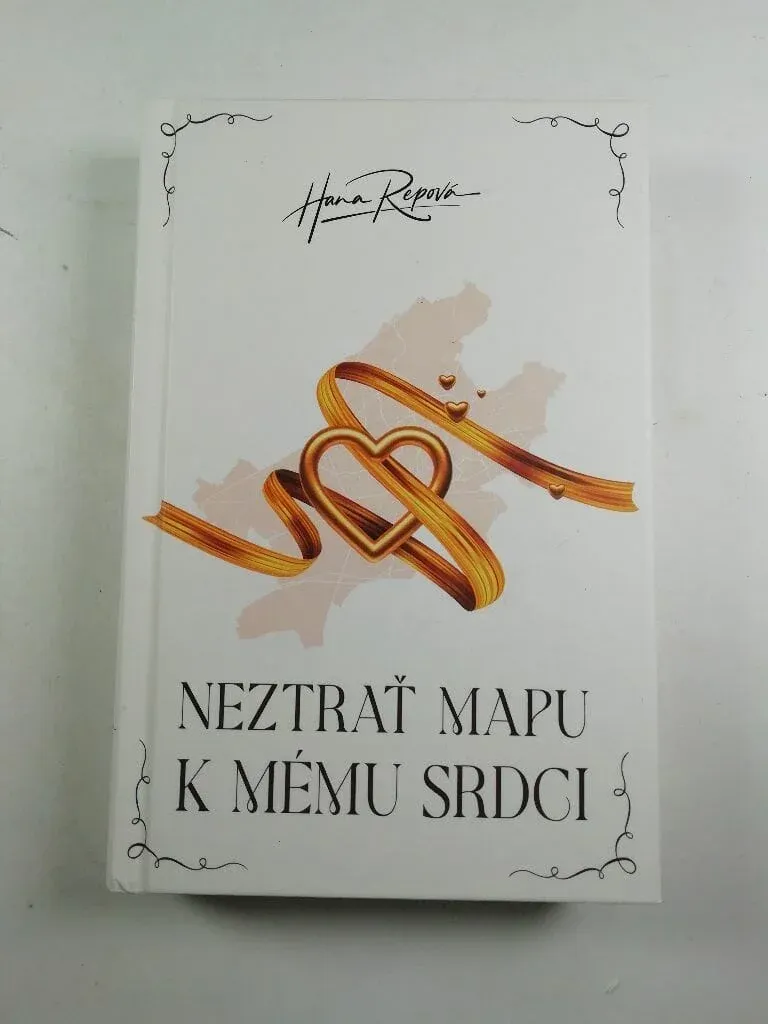 Hana Repová
NEZTRAŤ MAPU
K MÉMU SRDCI